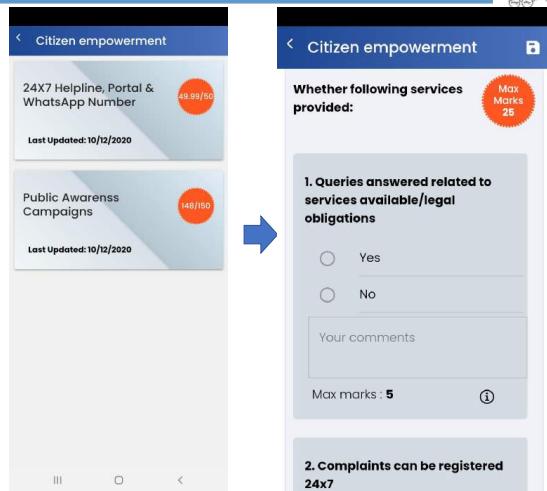 Citizen empowerment
24X7 Helpline, Portal &
WhatsApp Number
49.99/50
Last Updated: 10/12/2020
Public Awarenss
Campaigns
148/150
Last Updated: 10/12/2020
Citizen empowerment
Whether following services
provided:
Max
Marks
25
1. Queries answered related to
services available/legal
obligations
Yes
No
Your comments
Max marks : 5
2. Complaints can be registered
24x7